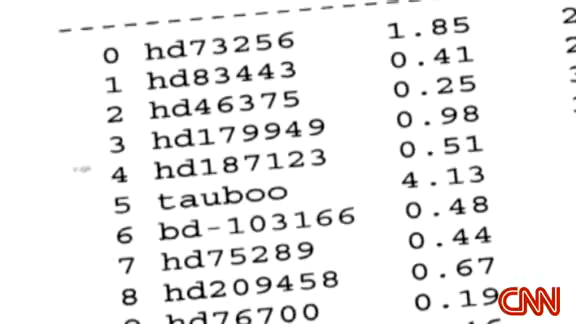 0 hd73256 1.85
1 hd83443 0.41
2 hd46375 0.25
3 hd179949 0.98
4 hd187123 0.51
5 tauboo 4.13
6 bd-103166 0.48
7 hd75289 0.44
8 hd209458 0.67
9 hd76700 0.19
CNN